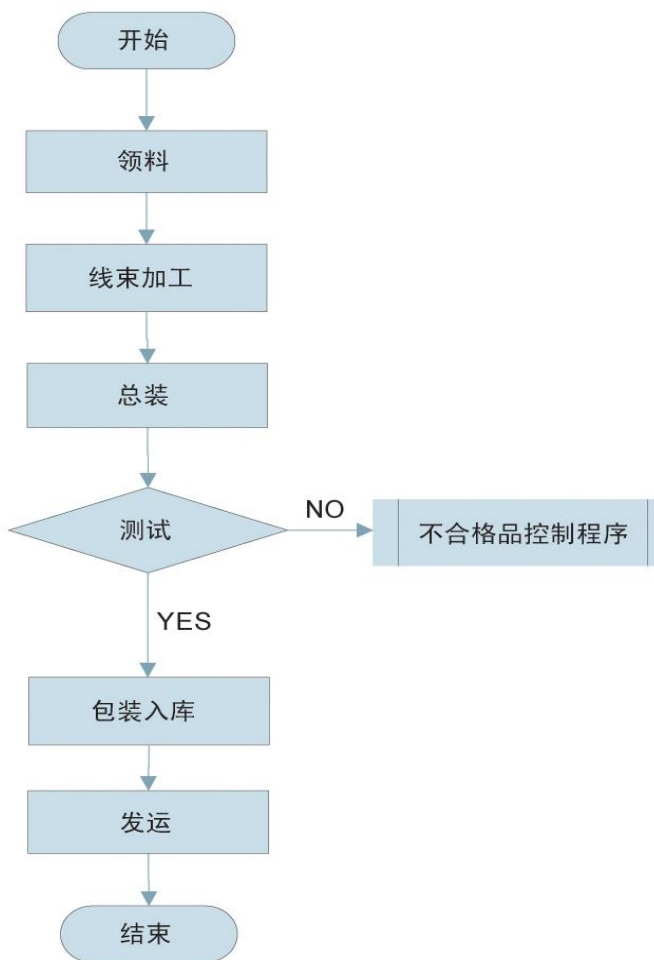 开始
领料
线束加工
总装
测试
NO
不合格品控制程序
YES
包装入库
发运
结束